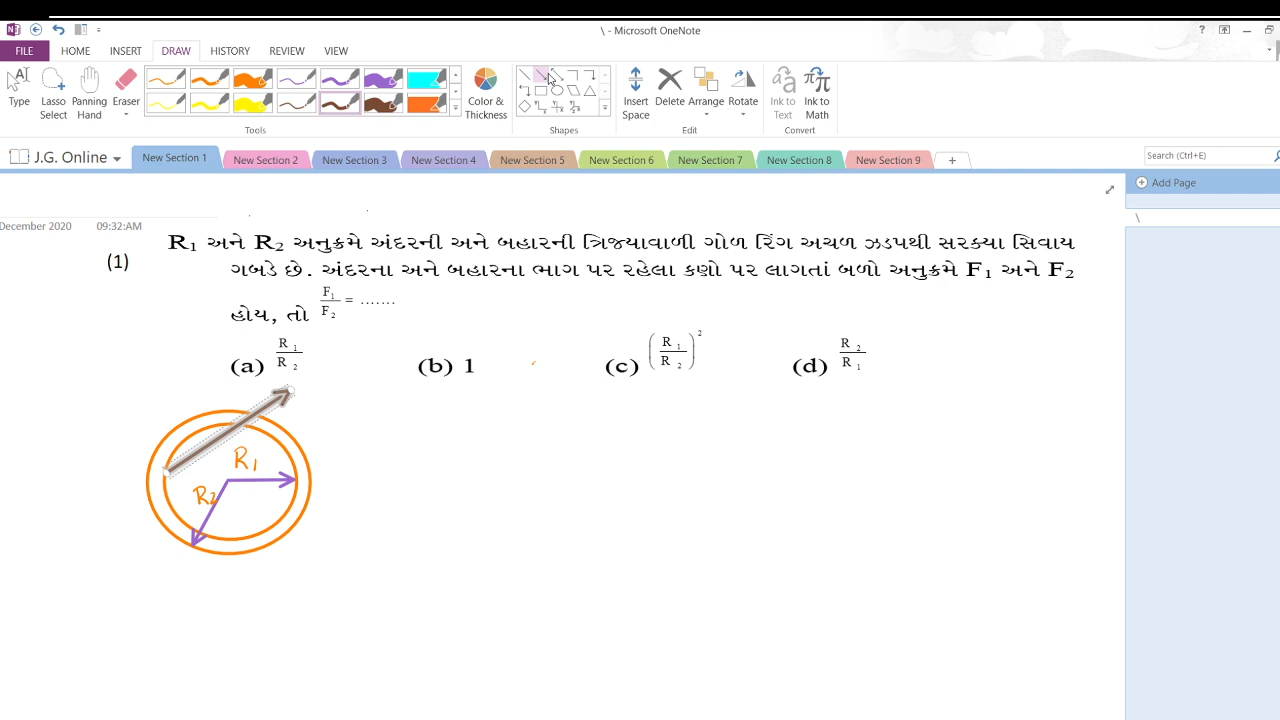 \ - Microsoft OneNote
FILE HOME INSERT DRAW HISTORY REVIEW VIEW
Type Lasso Select Panning Hand Eraser Color & Thickness Insert Space Delete Arrange Rotate Ink to Text Ink to Math
Tools Shapes Edit Convert
J.G. Online New Section 1 New Section 2 New Section 3 New Section 4 New Section 5 New Section 6 New Section 7 New Section 8 New Section 9 Search (Ctrl+E)
Add Page
\
December 2020 09:32:AM
(1) R₁ અને R₂ અનુક્રમે અંદરની અને બહારની ત્રિજ્યાવાળી ગોળ રિંગ અચળ ઝડપથી સરક્યા સિવાય
ગબડે છે. અંદરના અને બહારના ભાગ પર રહેલા કણો પર લાગતાં બળો અનુક્રમે F₁ અને F₂
હોય, તો F₁/F₂ = .......
(a) R₁/R₂ (b) 1 (c) (R₁/R₂)² (d) R₂/R₁
R₁
R₂